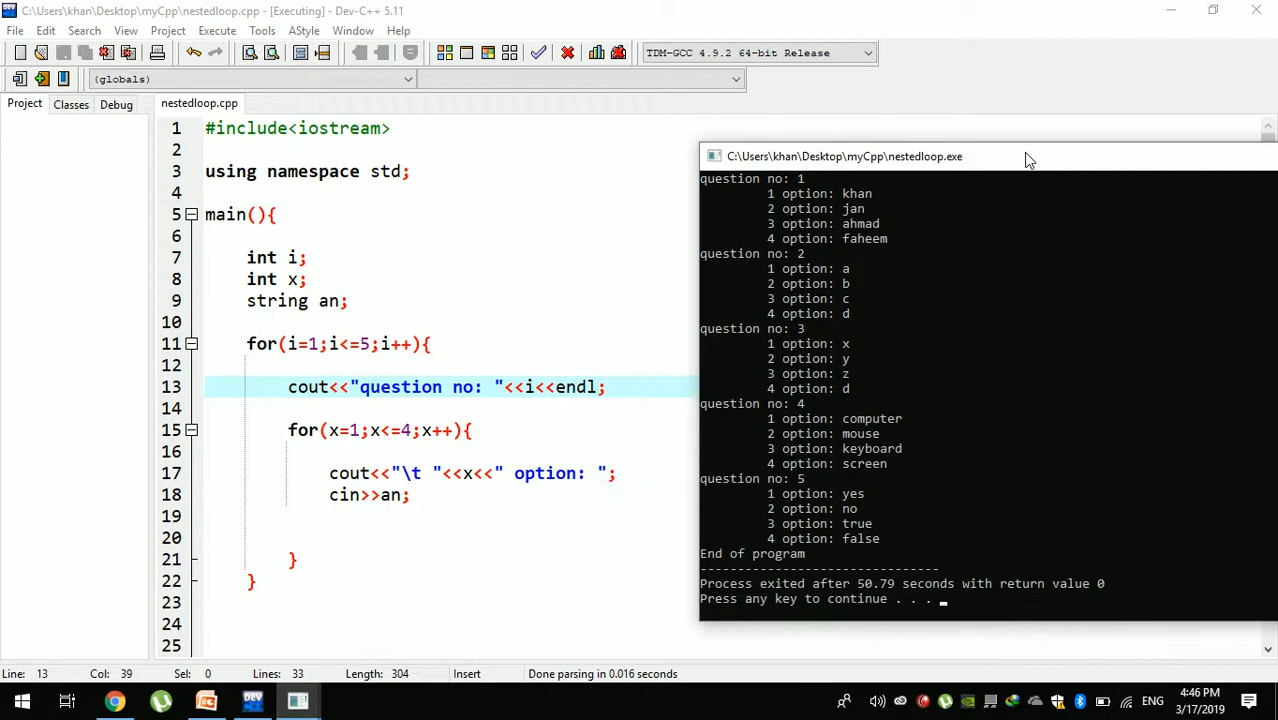 C:\Users\khan\Desktop\myCpp\nestedloop.cpp - [Executing] - Dev-C++ 5.11
File Edit Search View Project Execute Tools AStyle Window Help
TDM-GCC 4.9.2 64-bit Release
(globals)
Project Classes Debug nestedloop.cpp
1 #include<iostream>
2
3 using namespace std;
4
5 main(){
6
7 int i;
8 int x;
9 string an;
10
11 for(i=1;i<=5;i++){
12
13 cout<<"question no: "<<i<<endl;
14
15 for(x=1;x<=4;x++){
16
17 cout<<"\t "<<x<<" option: ";
18 cin>>an;
19
20
21 }
22 }
23
24
25
C:\Users\khan\Desktop\myCpp\nestedloop.exe
question no: 1
1 option: khan
2 option: jan
3 option: ahmad
4 option: faheem
question no: 2
1 option: a
2 option: b
3 option: c
4 option: d
question no: 3
1 option: x
2 option: y
3 option: z
4 option: d
question no: 4
1 option: computer
2 option: mouse
3 option: keyboard
4 option: screen
question no: 5
1 option: yes
2 option: no
3 option: true
4 option: false
End of program
--------------------------------
Process exited after 50.79 seconds with return value 0
Press any key to continue . . .
Line: 13 Col: 39 Sel: 0 Lines: 33 Length: 304 Insert Done parsing in 0.016 seconds
DEV
ENG
4:46 PM
3/17/2019